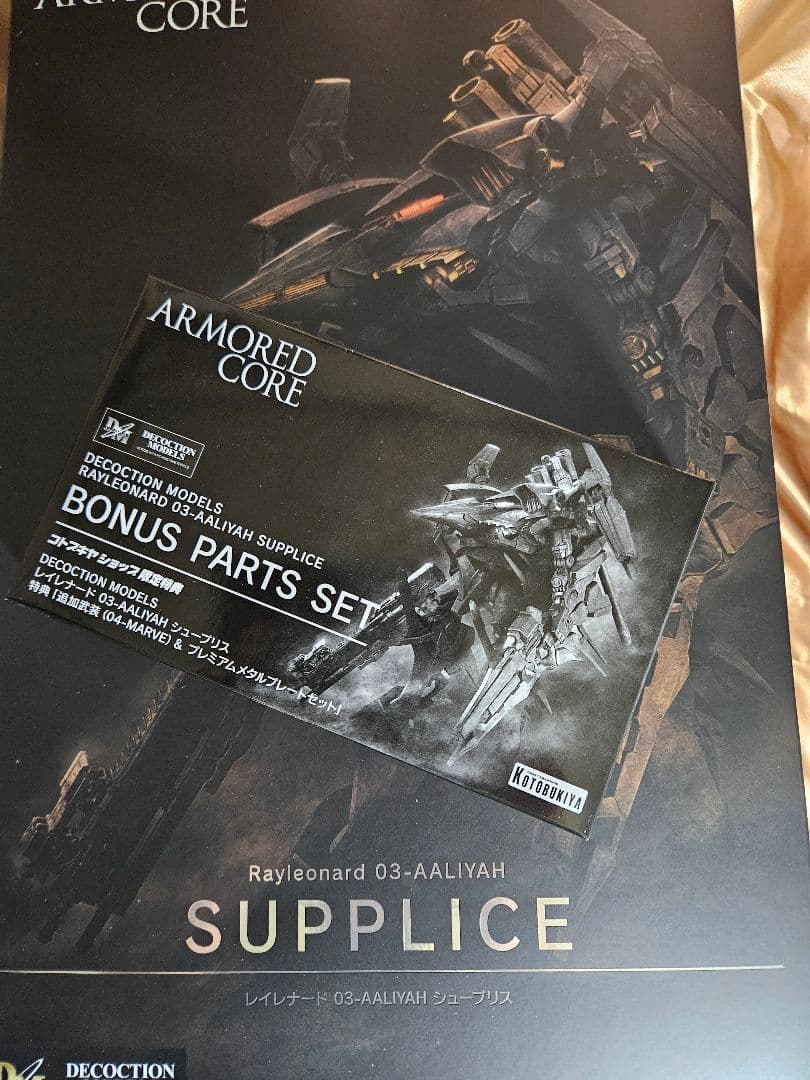 ARMORED
CORE
ARMORED
CORE
DECOCTION
MODELS
DECOCTION MODELS
RAYLEONARD 03-AALIYAH SUPPLICE
BONUS PARTS SET
コトブキヤショップ限定特典
DECOCTION MODELS
レイレナード 03-AALIYAH シュープリス
特典「追加武装 (04-MARVE) & プレミアムメタルプレートセット」
KOTOBUKIYA
Rayleonard 03-AALIYAH
SUPPLICE
レイレナード 03-AALIYAH シュープリス
DECOCTION